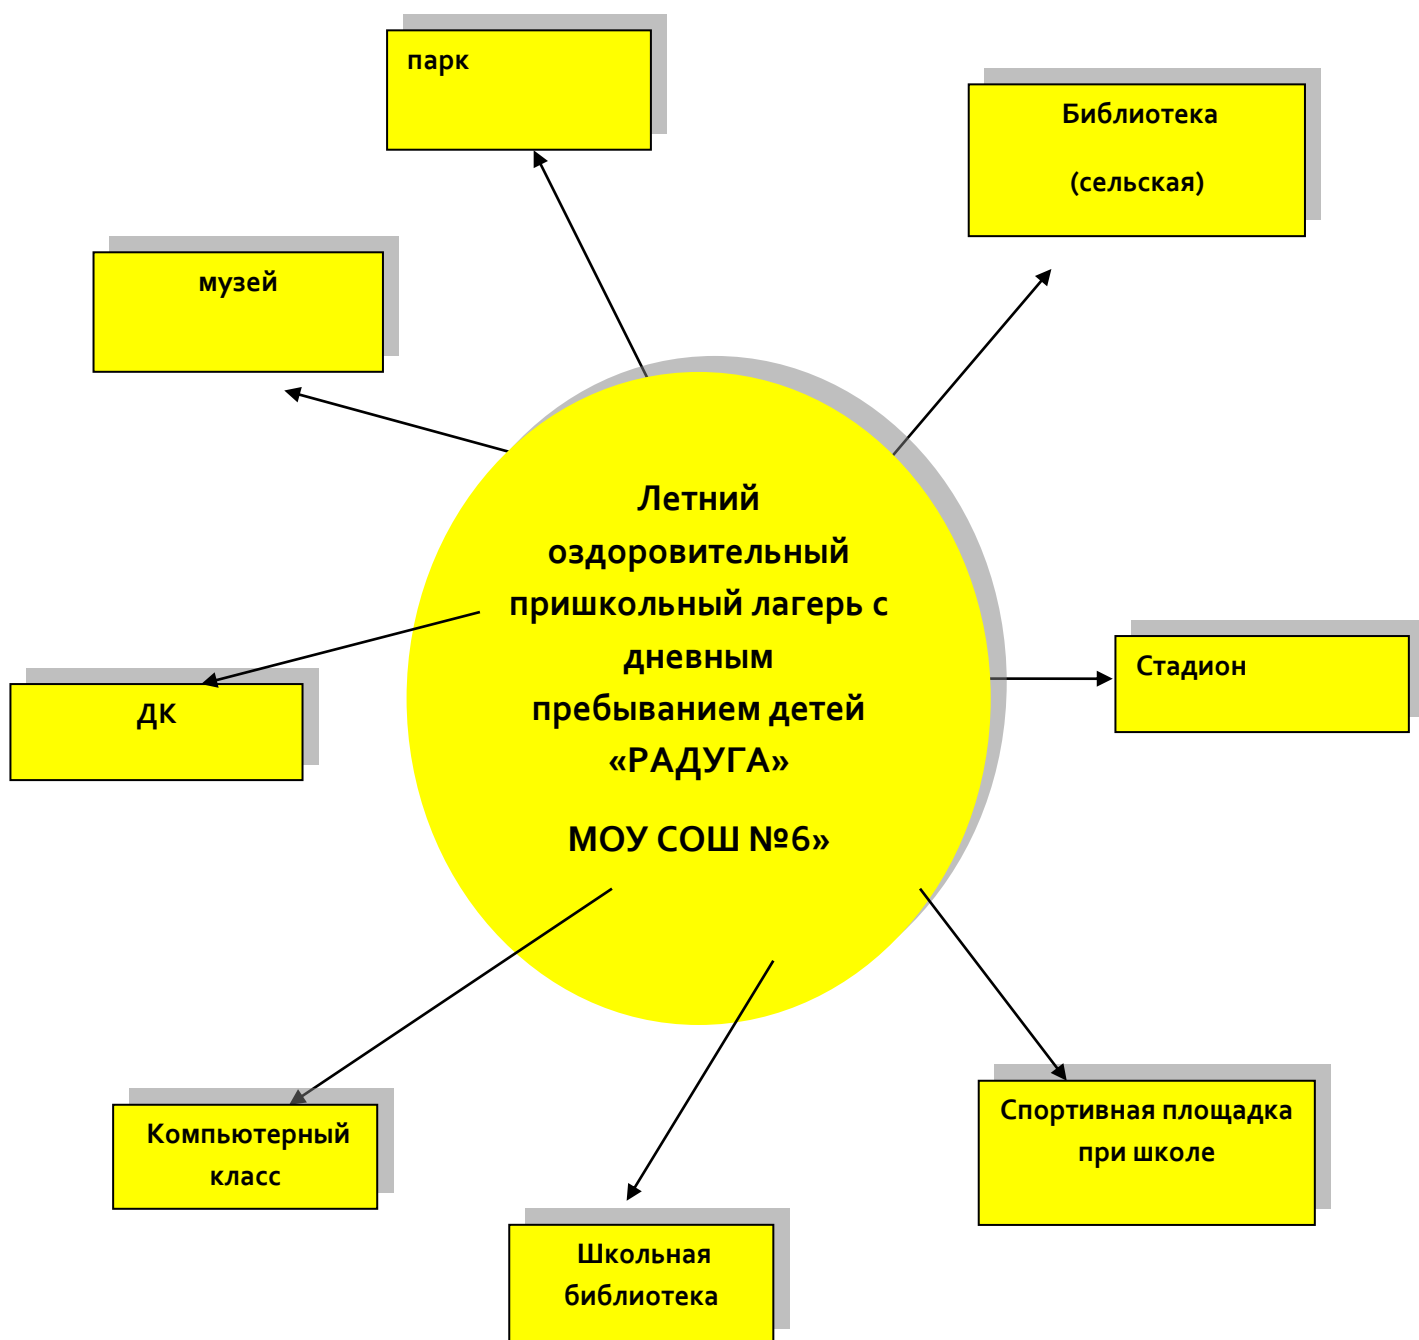 парк
Библиотека
(сельская)
музей
Летний
оздоровительный
пришкольный лагерь с
дневным
пребыванием детей
«РАДУГА»
МОУ СОШ №6»
Стадион
ДК
Спортивная площадка
при школе
Компьютерный
класс
Школьная
библиотека